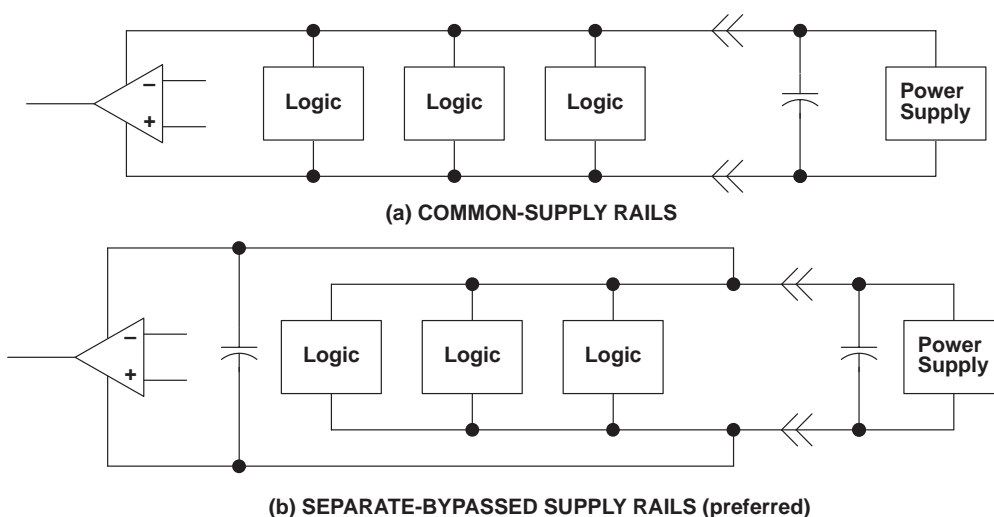 −
+
Logic
Logic
Logic
Power
Supply
(a) COMMON-SUPPLY RAILS
−
+
Logic
Logic
Logic
Power
Supply
(b) SEPARATE-BYPASSED SUPPLY RAILS (preferred)